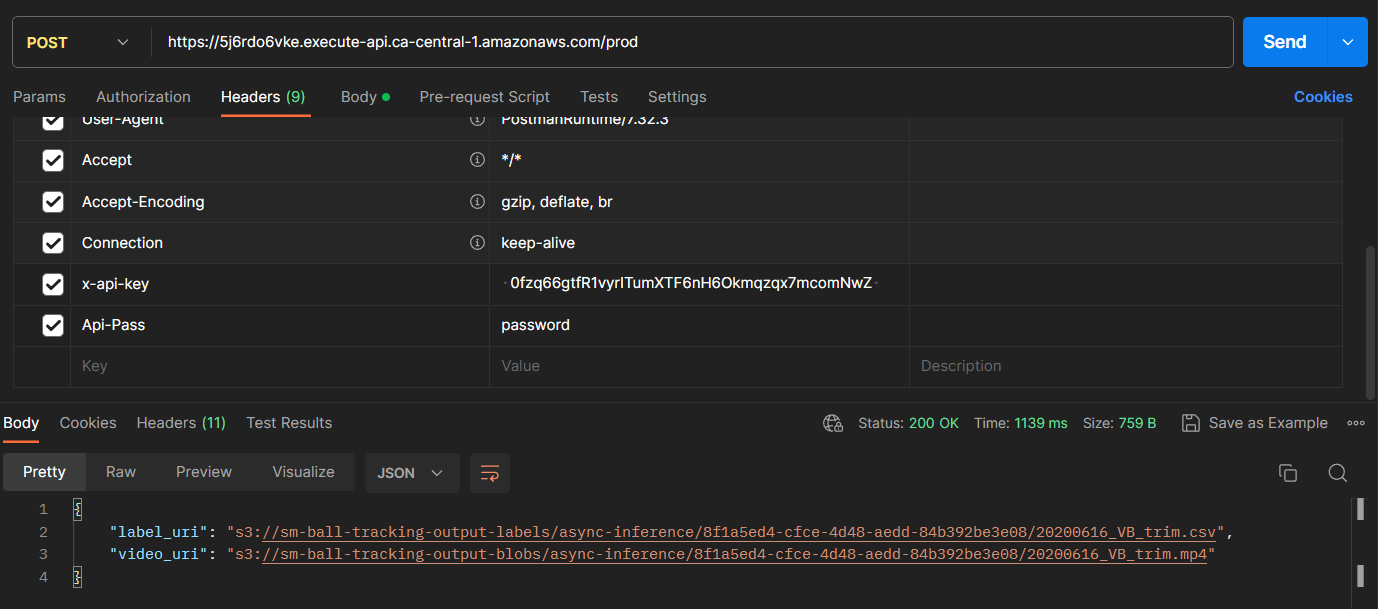 POST https://5j6rdo6vke.execute-api.ca-central-1.amazonaws.com/prod Send
Params Authorization Headers (9) Body Pre-request Script Tests Settings Cookies
User-Agent PostmanRuntime/7.32.3
Accept */*
Accept-Encoding gzip, deflate, br
Connection keep-alive
x-api-key 0fzq66gtfR1vyrITumXTF6nH6Okmqzqx7mcomNwZ
Api-Pass password
Key Value Description
Body Cookies Headers (11) Test Results Status: 200 OK Time: 1139 ms Size: 759 B Save as Example
Pretty Raw Preview Visualize JSON
1 {
2 "label_uri": "s3://sm-ball-tracking-output-labels/async-inference/8f1a5ed4-cfce-4d48-aedd-84b392be3e08/20200616_VB_trim.csv",
3 "video_uri": "s3://sm-ball-tracking-output-blobs/async-inference/8f1a5ed4-cfce-4d48-aedd-84b392be3e08/20200616_VB_trim.mp4"
4 }